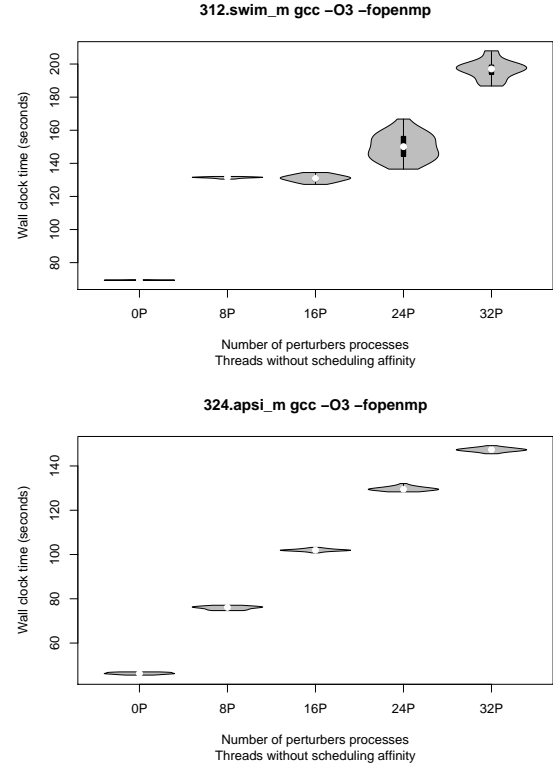 312.swim_m gcc −O3 −fopenmp
Wall clock time (seconds)
200
180
160
140
120
100
80
0P 8P 16P 24P 32P
Number of perturbers processes
Threads without scheduling affinity
324.apsi_m gcc −O3 −fopenmp
Wall clock time (seconds)
140
120
100
80
60
0P 8P 16P 24P 32P
Number of perturbers processes
Threads without scheduling affinity